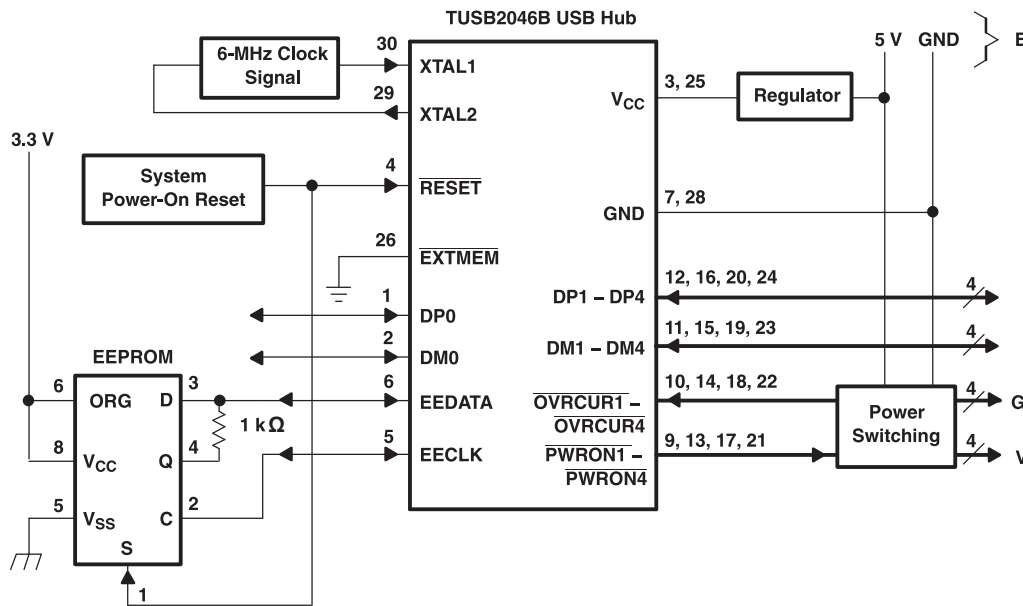 TUSB2046B USB Hub
6-MHz Clock
Signal
30
XTAL1
29
XTAL2
3.3 V
System
Power-On Reset
4
RESET
26
EXTMEM
1
DP0
2
DM0
EEPROM
6
ORG
D
3
6
EEDATA
1 kΩ
8
VCC
Q
4
5
EECLK
5
VSS
C
2
S
1
5 V GND
VCC
3, 25
Regulator
GND
7, 28
DP1 – DP4
12, 16, 20, 24
4
DM1 – DM4
11, 15, 19, 23
4
OVRCUR1 –
OVRCUR4
10, 14, 18, 22
Power
Switching
4
G
PWRON1 –
PWRON4
9, 13, 17, 21
4